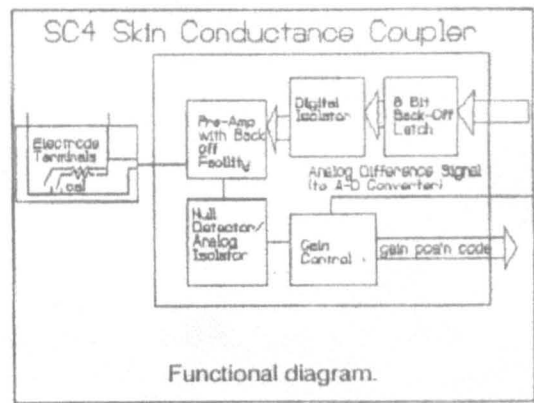 SC4 Skin Conductance Coupler
Electrode
Terminals
cal
Pre-Amp
with Back
off
Facility
Digital
Isolator
8 Bit
Back-Off
Latch
Analog Difference Signal
(to A-D Converter)
Null
Detector/
Analog
Isolator
Gain
Control
gain pos'n code
Functional diagram.